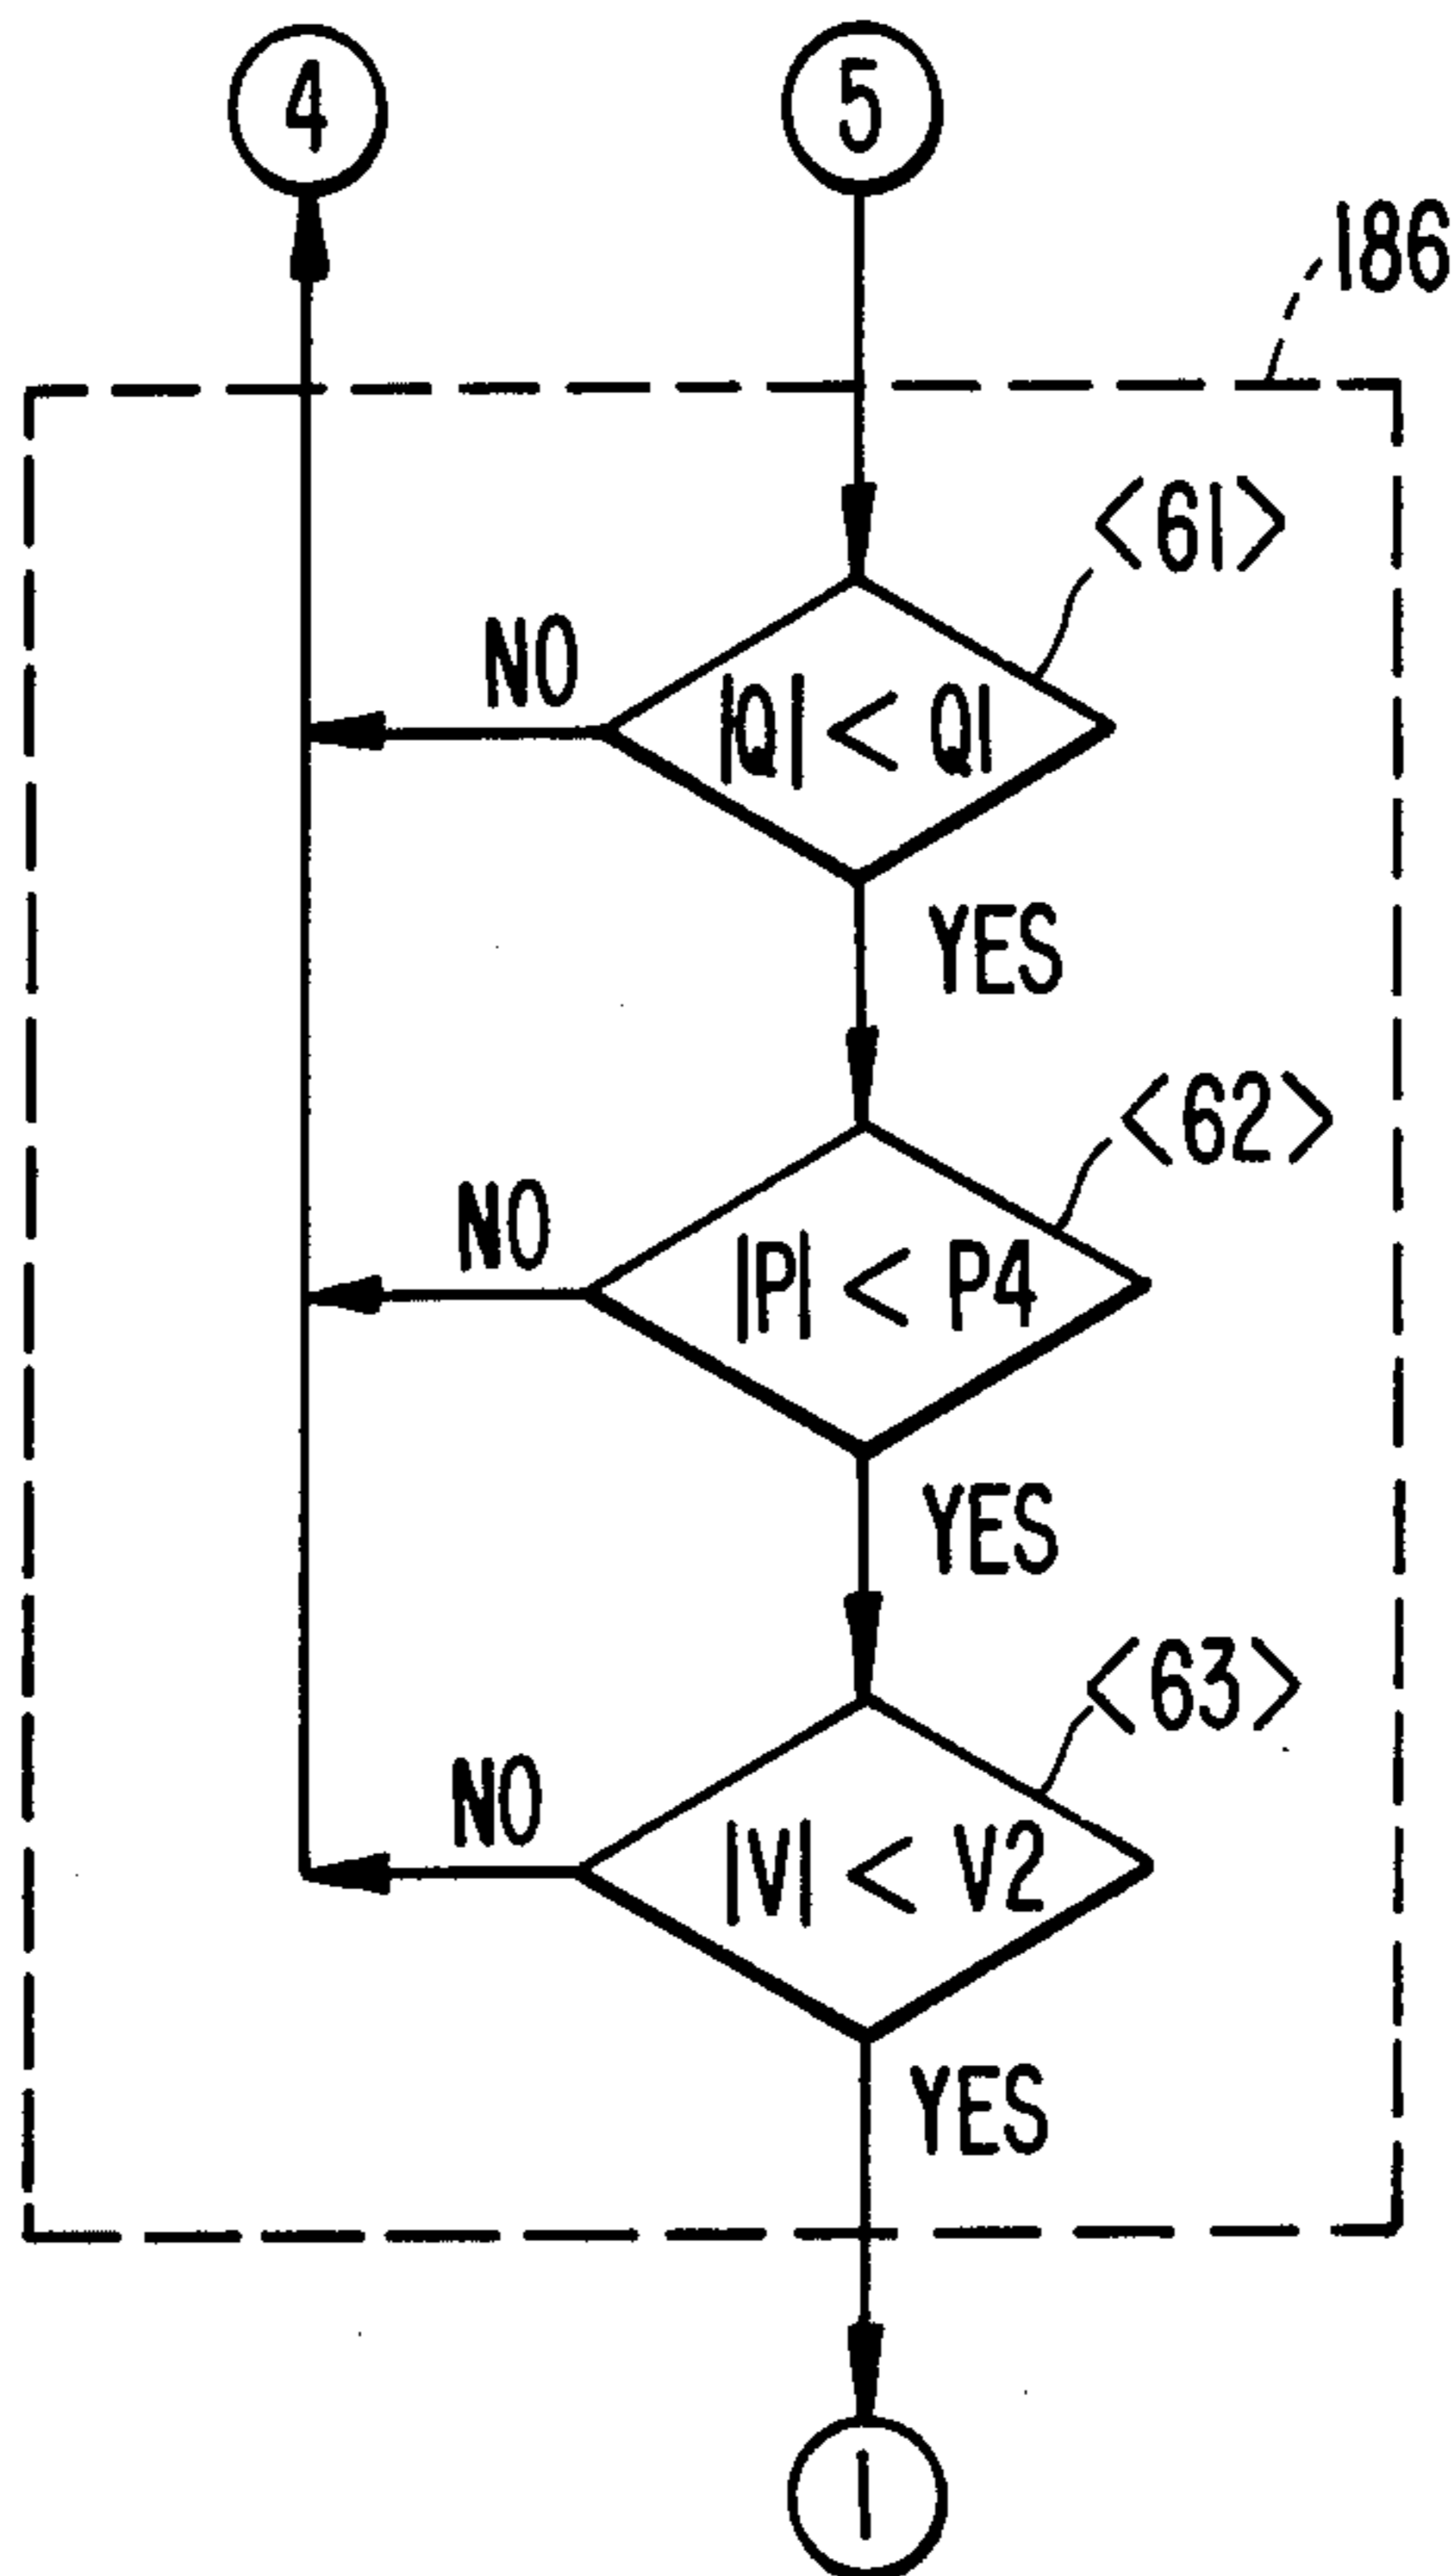 4
5
186
<61>
NO
|Q| < Q1
YES
<62>
NO
|P| < P4
YES
<63>
NO
|V| < V2
YES
1